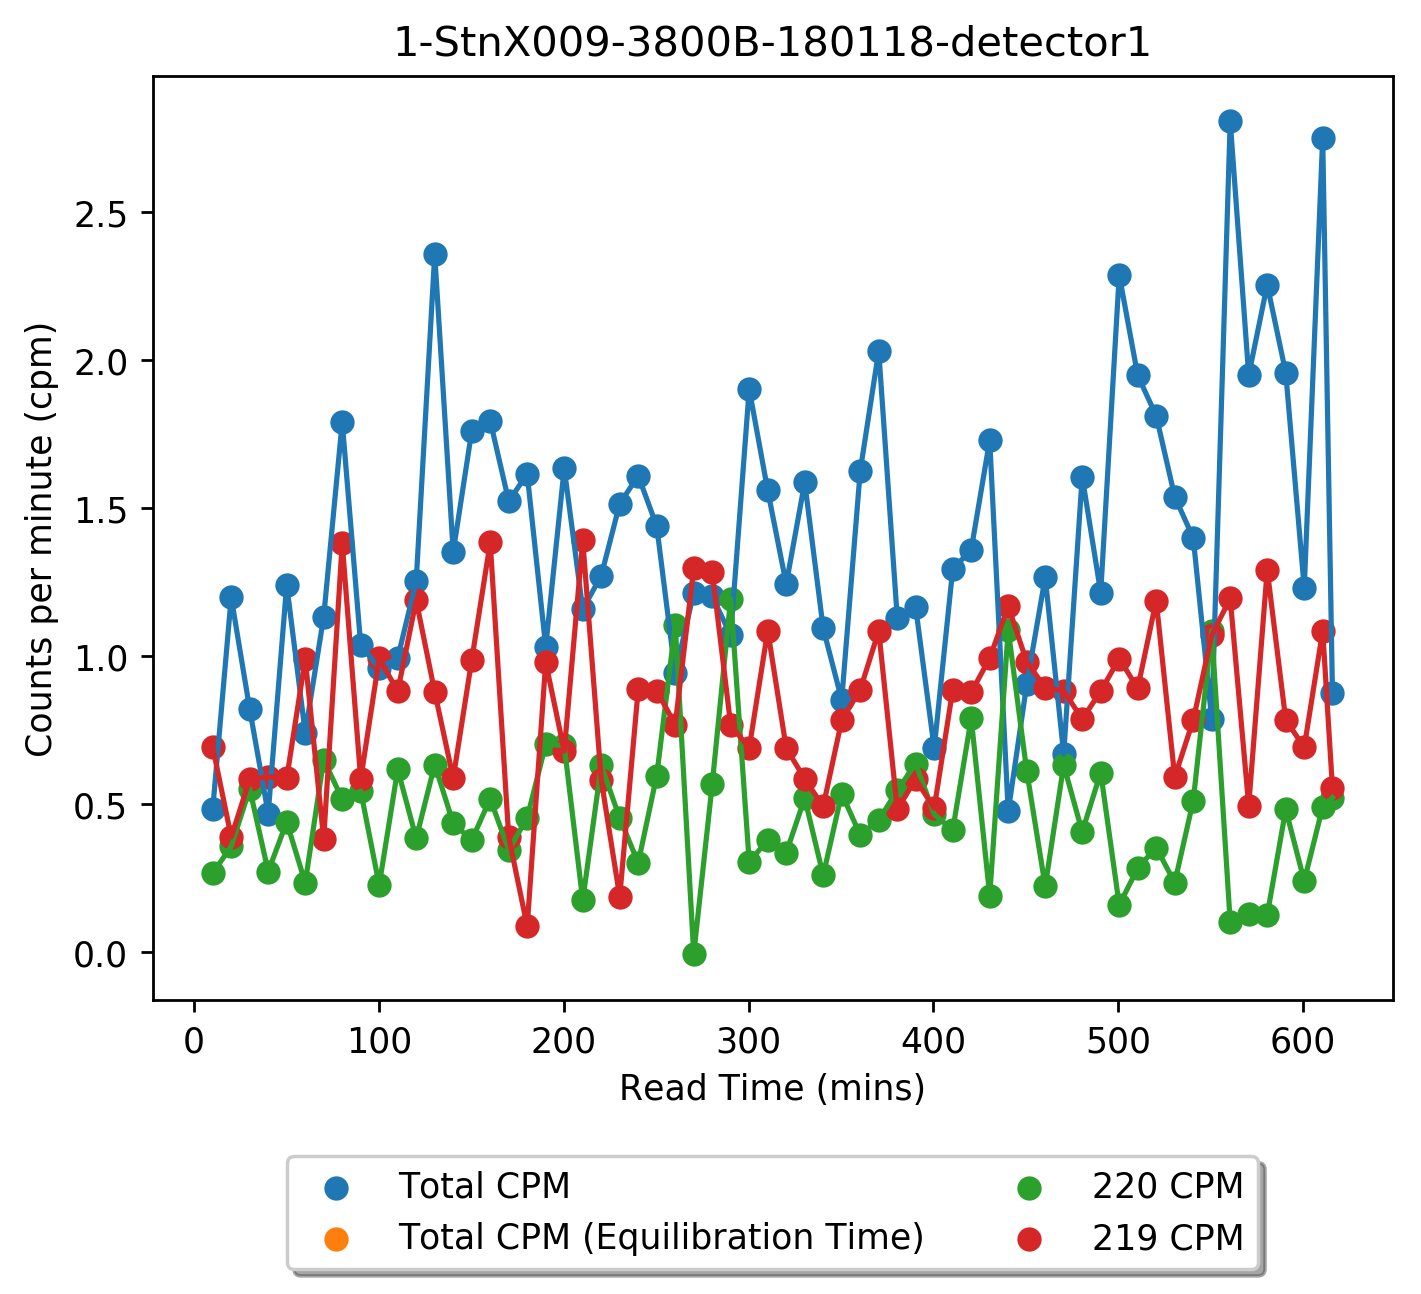 1-StnX009-3800B-180118-detector1
Counts per minute (cpm)
2.5
2.0
1.5
1.0
0.5
0.0
0 100 200 300 400 500 600
Read Time (mins)
Total CPM
Total CPM (Equilibration Time)
220 CPM
219 CPM